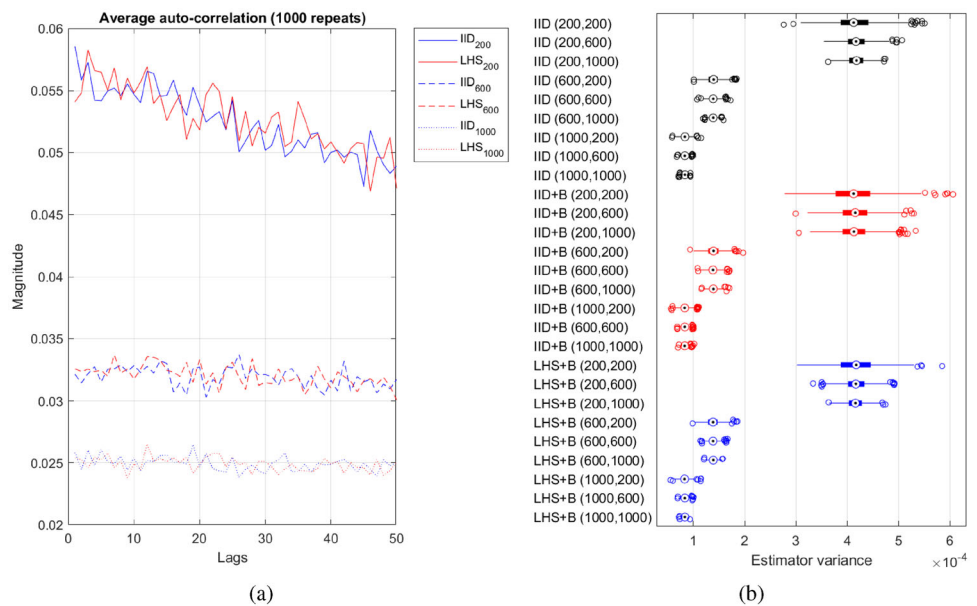 Average auto-correlation (1000 repeats)
0.06
0.055
0.05
0.045
0.04
0.035
0.03
0.025
0.02
Magnitude
0 10 20 30 40 50
Lags
IID200
LHS200
IID600
LHS600
IID1000
LHS1000
(a)
IID (200,200)
IID (200,600)
IID (200,1000)
IID (600,200)
IID (600,600)
IID (600,1000)
IID (1000,200)
IID (1000,600)
IID (1000,1000)
IID+B (200,200)
IID+B (200,600)
IID+B (200,1000)
IID+B (600,200)
IID+B (600,600)
IID+B (600,1000)
IID+B (1000,200)
IID+B (600,600)
IID+B (1000,1000)
LHS+B (200,200)
LHS+B (200,600)
LHS+B (200,1000)
LHS+B (600,200)
LHS+B (600,600)
LHS+B (600,1000)
LHS+B (1000,200)
LHS+B (1000,600)
LHS+B (1000,1000)
1 2 3 4 5 6
Estimator variance
×10⁻⁴
(b)